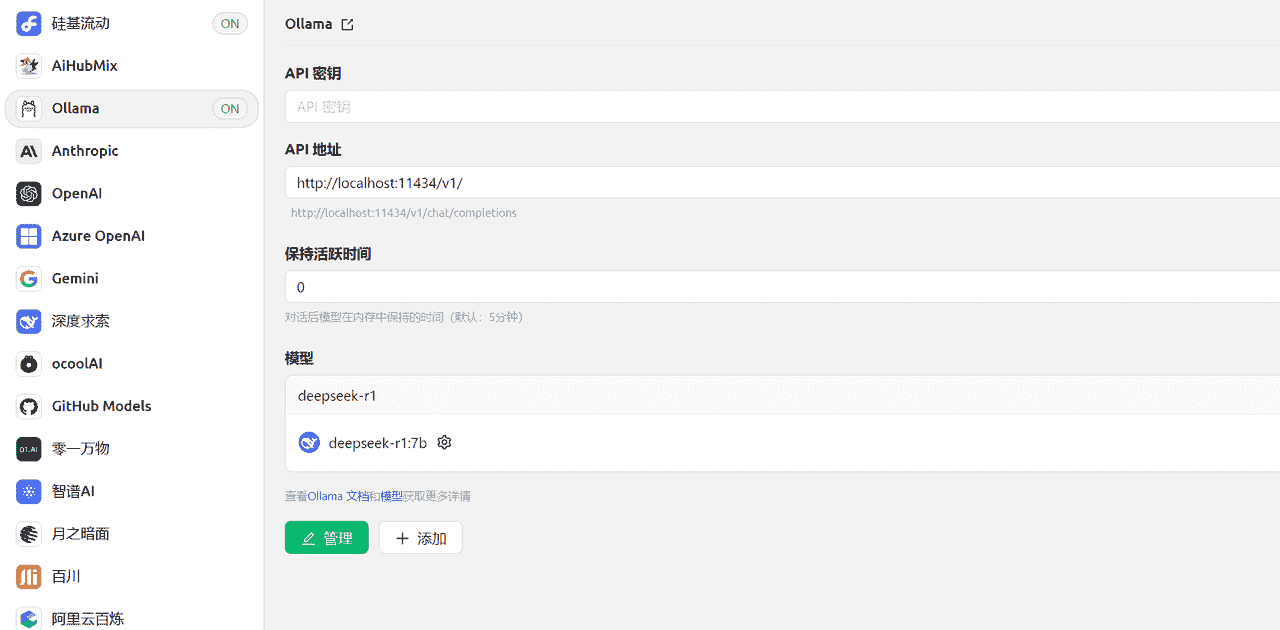 硅基流动
ON
AiHubMix
Ollama
ON
Anthropic
OpenAI
Azure OpenAI
Gemini
深度求索
ocoolAI
GitHub Models
01.AI
零一万物
智谱AI
月之暗面
百川
阿里云百炼
Ollama
API 密钥
API 密钥
API 地址
http://localhost:11434/v1/
http://localhost:11434/v1/chat/completions
保持活跃时间
0
对话后模型在内存中保持的时间（默认：5分钟）
模型
deepseek-r1
deepseek-r1:7b
查看Ollama 文档和模型获取更多详情
管理
添加